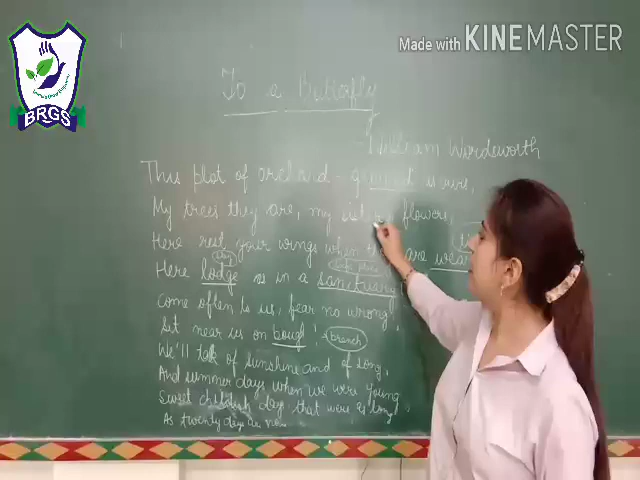 Made with KINEMASTER
BRGS
To a Butterfly
- William Wordsworth
This plot of orchard - ground is ours,
My trees they are, my sister's flowers,
Here rest your wings when are
Here lodge as in a sanctuary!
come often to us, fear no wrong!
Sit near us on bough! branch
We'll talk of sunshine and of song,
And summer days when we were young
Sweet childish days, that were as long
As twenty days are now